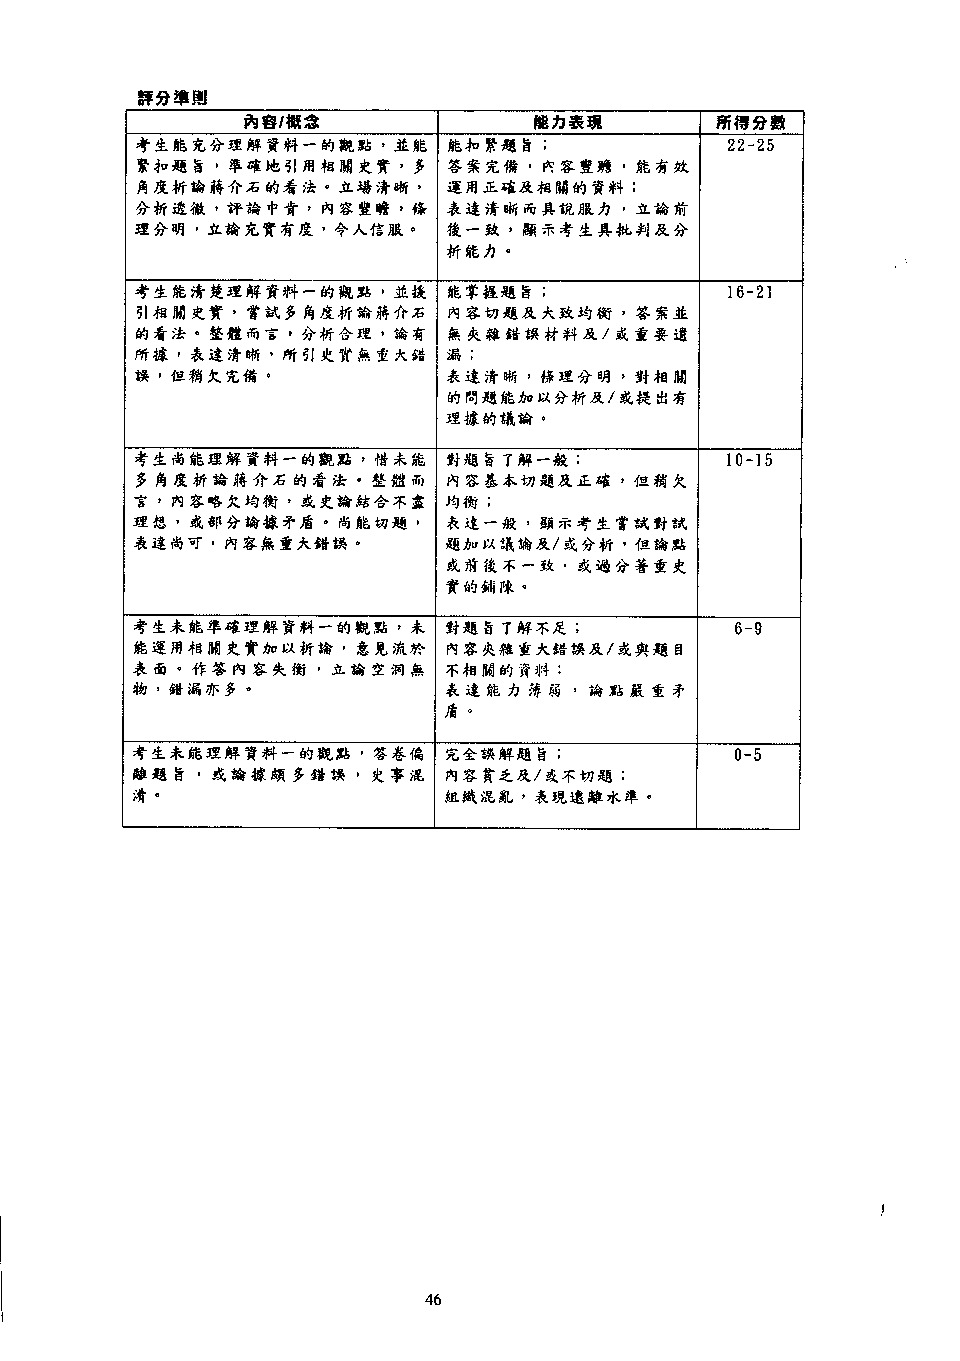 評分準則
內容/概念
能力表現
所得分數
考生能充分理解資料一的觀點，並能
緊扣題旨，準確地引用相關史實，多
角度析論蔣介石的看法。立場清晰，
分析透徹，評論中肯，內容豐贍，條
理分明，立論充實有度，令人信服。
能扣緊題旨；
答案完備，內容豐贍，能有效
運用正確及相關的資料；
表達清晰而具說服力，立論前
後一致，顯示考生具批判及分
析能力。
22-25
考生能清楚理解資料一的觀點，並援
引相關史實，嘗試多角度析論蔣介石
的看法。整體而言，分析合理，論有
所據，表達清晰，所引史實無重大錯
誤，但稍欠完備。
能掌握題旨；
內容切題及大致均衡，答案並
無夾雜錯誤材料及/或重要遺
漏；
表達清晰，條理分明，對相關
的問題能加以分析及/或提出有
理據的議論。
16-21
考生尚能理解資料一的觀點，惜未能
多角度析論蔣介石的看法。整體而
言，內容略欠均衡，或史論結合不盡
理想，或部分論據矛盾。尚能切題，
表達尚可，內容無重大錯誤。
對題旨了解一般；
內容基本切題及正確，但稍欠
均衡；
表達一般，顯示考生嘗試對試
題加以議論及/或分析，但論點
或前後不一致，或過分著重史
實的鋪陳。
10-15
考生未能準確理解資料一的觀點，未
能運用相關史實加以析論，意見流於
表面。作答內容失衡，立論空洞無
物，錯漏亦多。
對題旨了解不足；
內容夾雜重大錯誤及/或與題目
不相關的資料；
表達能力薄弱，論點嚴重矛
盾。
6-9
考生未能理解資料一的觀點，答卷偏
離題旨，或論據頗多錯誤，史事混
淆。
完全誤解題旨；
內容貧乏及/或不切題；
組織混亂，表現遠離水準。
0-5
46